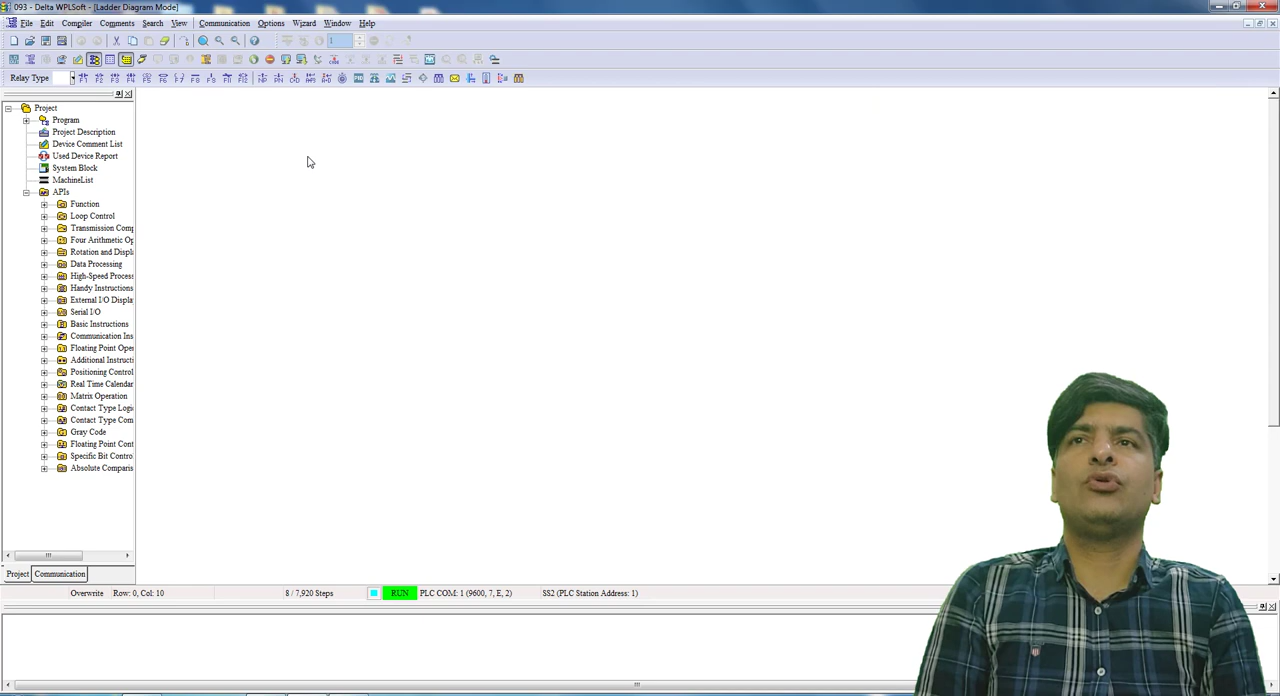 093 - Delta WPLSoft - [Ladder Diagram Mode]
File Edit Compiler Comments Search View Communication Options Wizard Window Help
1
Relay Type
Project
Program
Project Description
Device Comment List
Used Device Report
System Block
MachineList
APIs
Function
Loop Control
Transmission Comp
Four Arithmetic Op
Rotation and Displ
Data Processing
High-Speed Process
Handy Instructions
External I/O Displa
Serial I/O
Basic Instructions
Communication Ins
Floating Point Ope
Additional Instructi
Positioning Control
Real Time Calendar
Matrix Operation
Contact Type Logi
Contact Type Com
Gray Code
Floating Point Cont
Specific Bit Contro
Absolute Comparis
Project Communication
Overwrite Row: 0, Col: 10 8 / 7,920 Steps RUN PLC COM: 1 (9600, 7, E, 2) SS2 (PLC Station Address: 1)